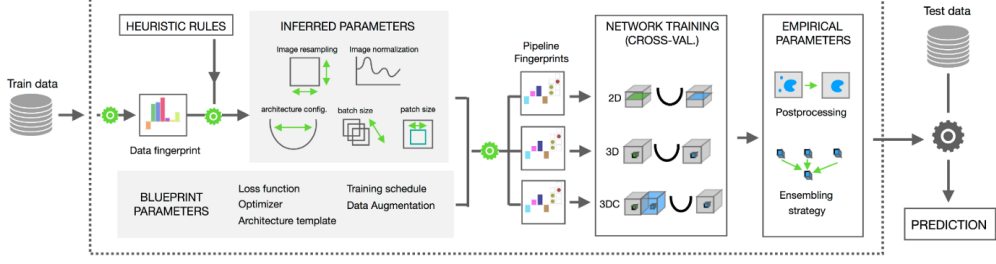 HEURISTIC RULES
INFERRED PARAMETERS
Image resampling
Image normalization
architecture config.
batch size
patch size
Train data
Data fingerprint
BLUEPRINT
PARAMETERS
Loss function
Optimizer
Architecture template
Training schedule
Data Augmentation
Pipeline
Fingerprints
NETWORK TRAINING
(CROSS-VAL.)
2D
3D
3DC
EMPIRICAL
PARAMETERS
Postprocessing
Ensembling
strategy
Test data
PREDICTION